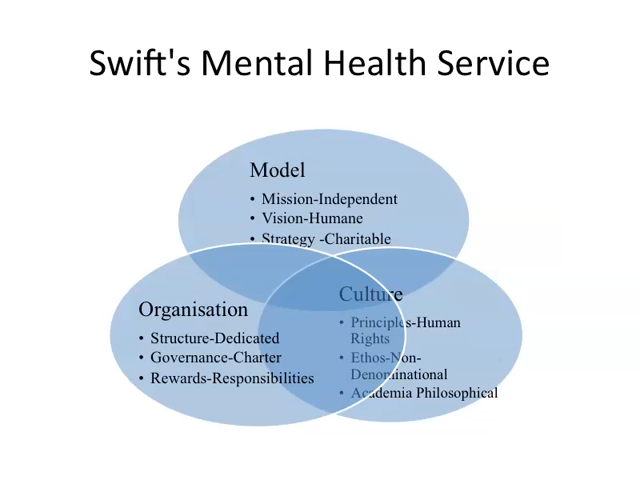 Swift's Mental Health Service
Model
• Mission-Independent
• Vision-Humane
• Strategy -Charitable
Organisation
• Structure-Dedicated
• Governance-Charter
• Rewards-Responsibilities
Culture
• Principles-Human
Rights
• Ethos-Non-
Denominational
• Academia Philosophical